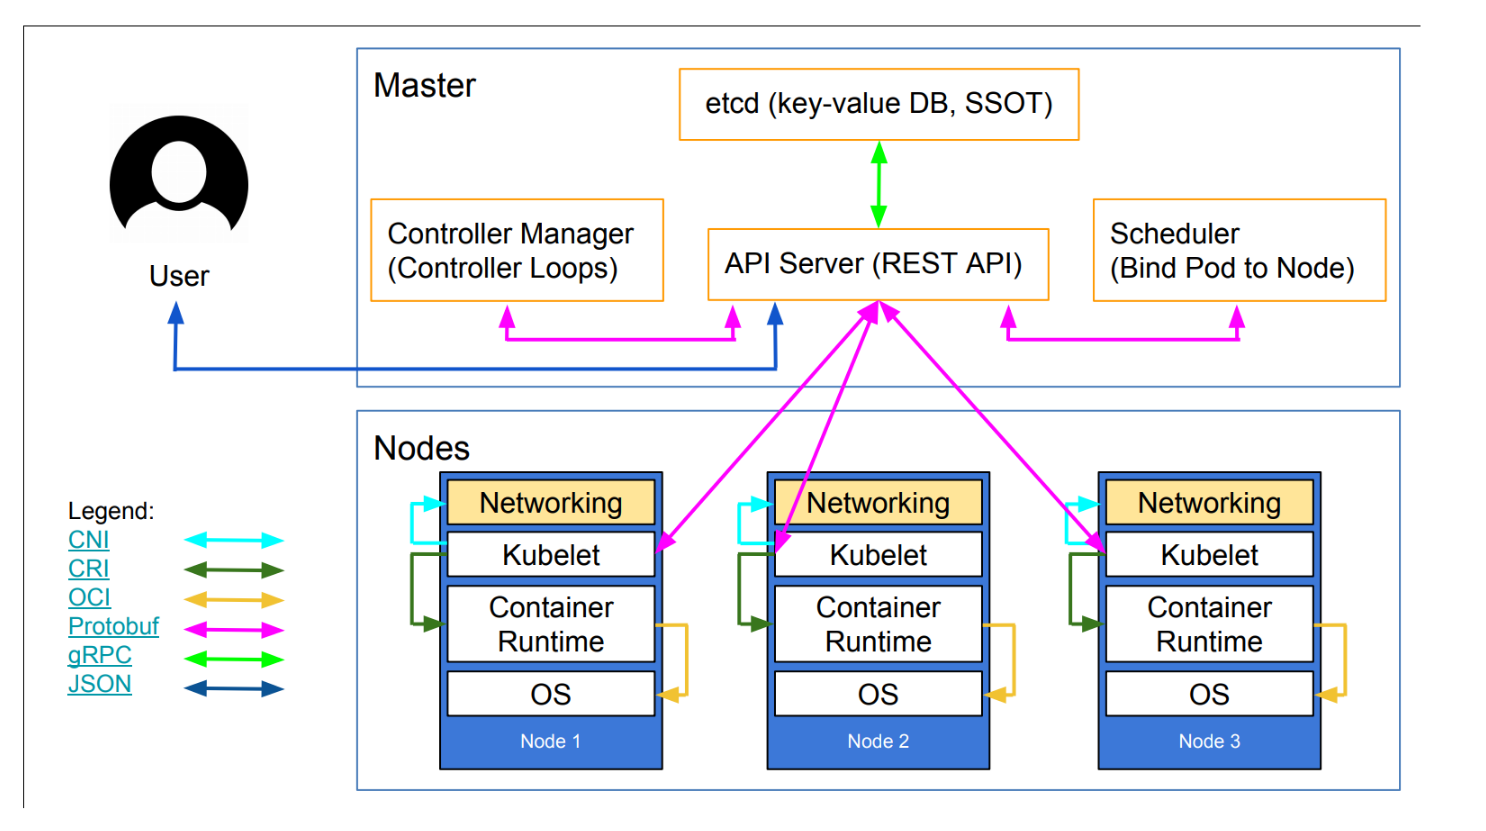 Master
etcd (key-value DB, SSOT)
Controller Manager
(Controller Loops)
API Server (REST API)
Scheduler
(Bind Pod to Node)
User
Nodes
Networking
Kubelet
Container
Runtime
OS
Node 1
Networking
Kubelet
Container
Runtime
OS
Node 2
Networking
Kubelet
Container
Runtime
OS
Node 3
Legend:
CNI
CRI
OCI
Protobuf
gRPC
JSON